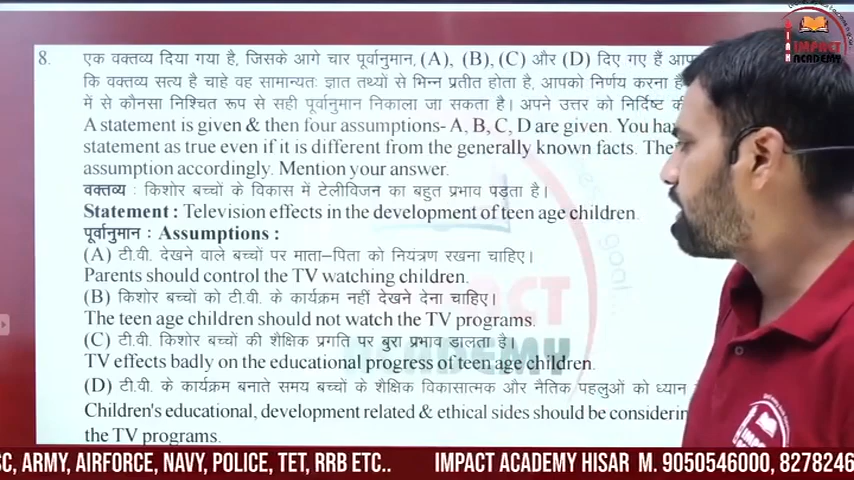 8. एक वक्तव्य दिया गया है, जिसके आगे चार पूर्वानुमान, (A), (B), (C) और (D) दिए गए हैं
कि वक्तव्य सत्य है चाहे वह सामान्यतः ज्ञात तथ्यों से भिन्न प्रतीत होता है, आपको निर्णय करना है
में से कौनसा निश्चित रूप से सही पूर्वानुमान निकाला जा सकता है। अपने उत्तर को निर्दिष्ट
A statement is given & then four assumptions- A, B, C, D are given. You
statement as true even if it is different from the generally known facts.
assumption accordingly. Mention your answer.
वक्तव्य : किशोर बच्चों के विकास में टेलीविजन का बहुत प्रभाव पड़ता है।
Statement : Television effects in the development of teen age children.
पूर्वानुमान : Assumptions :
(A) टी.वी. देखने वाले बच्चों पर माता–पिता को नियंत्रण रखना चाहिए।
Parents should control the TV watching children.
(B) किशोर बच्चों को टी.वी. के कार्यक्रम नहीं देखने देना चाहिए।
The teen age children should not watch the TV programs.
(C) टी.वी. किशोर बच्चों की शैक्षिक प्रगति पर बुरा प्रभाव डालता है।
TV effects badly on the educational progress of teen age children.
(D) टी.वी. के कार्यक्रम बनाते समय बच्चों के शैक्षिक विकासात्मक और नैतिक पहलुओं को ध्यान
Children's educational, development related & ethical sides should be
the TV programs.
IMPACT
ACADEMY
IMPACT
ACADEMY
goal...
IMPACT
SC, ARMY, AIRFORCE, NAVY, POLICE, TET, RRB ETC.. IMPACT ACADEMY HISAR M. 9050546000, 8278246